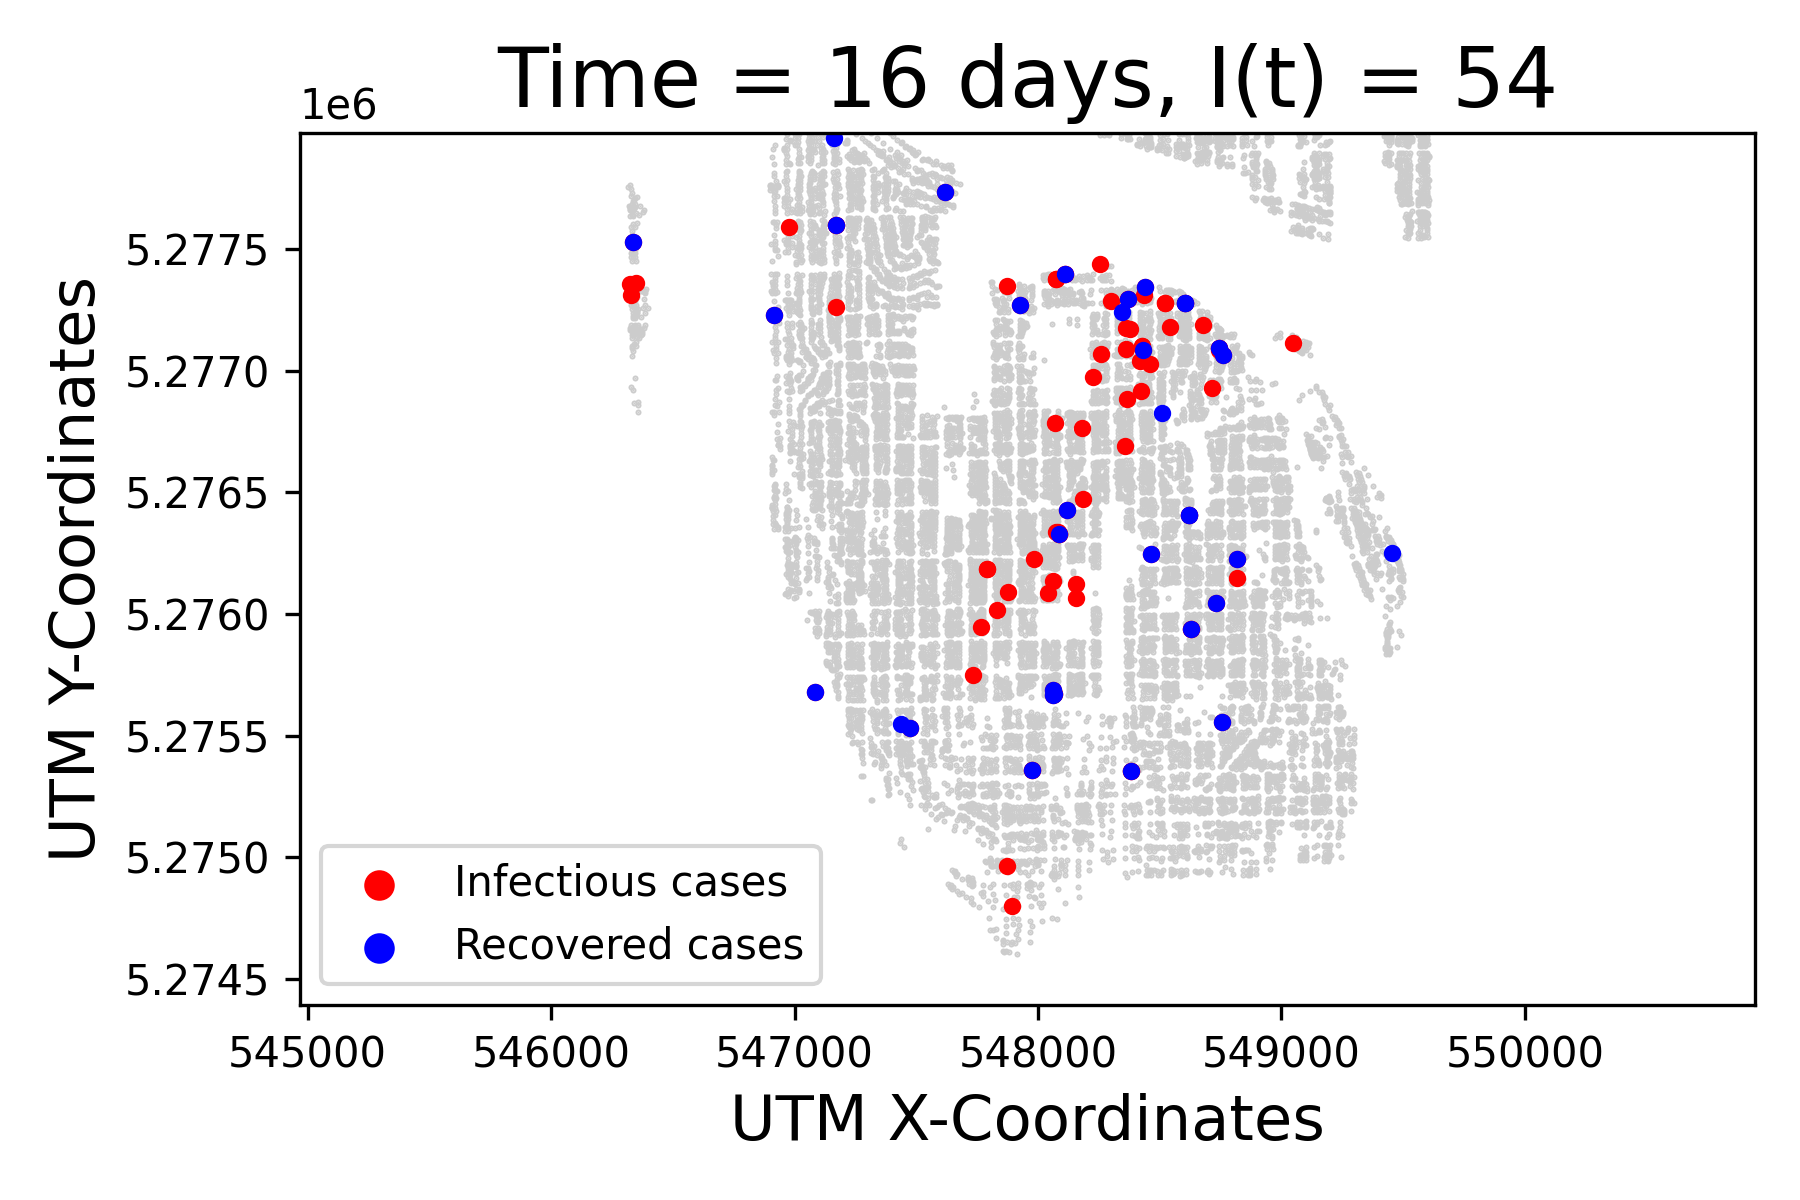 Time = 16 days, I(t) = 54
1e6
5.2775
5.2770
5.2765
5.2760
5.2755
5.2750
5.2745
UTM Y-Coordinates
Infectious cases
Recovered cases
545000 546000 547000 548000 549000 550000
UTM X-Coordinates